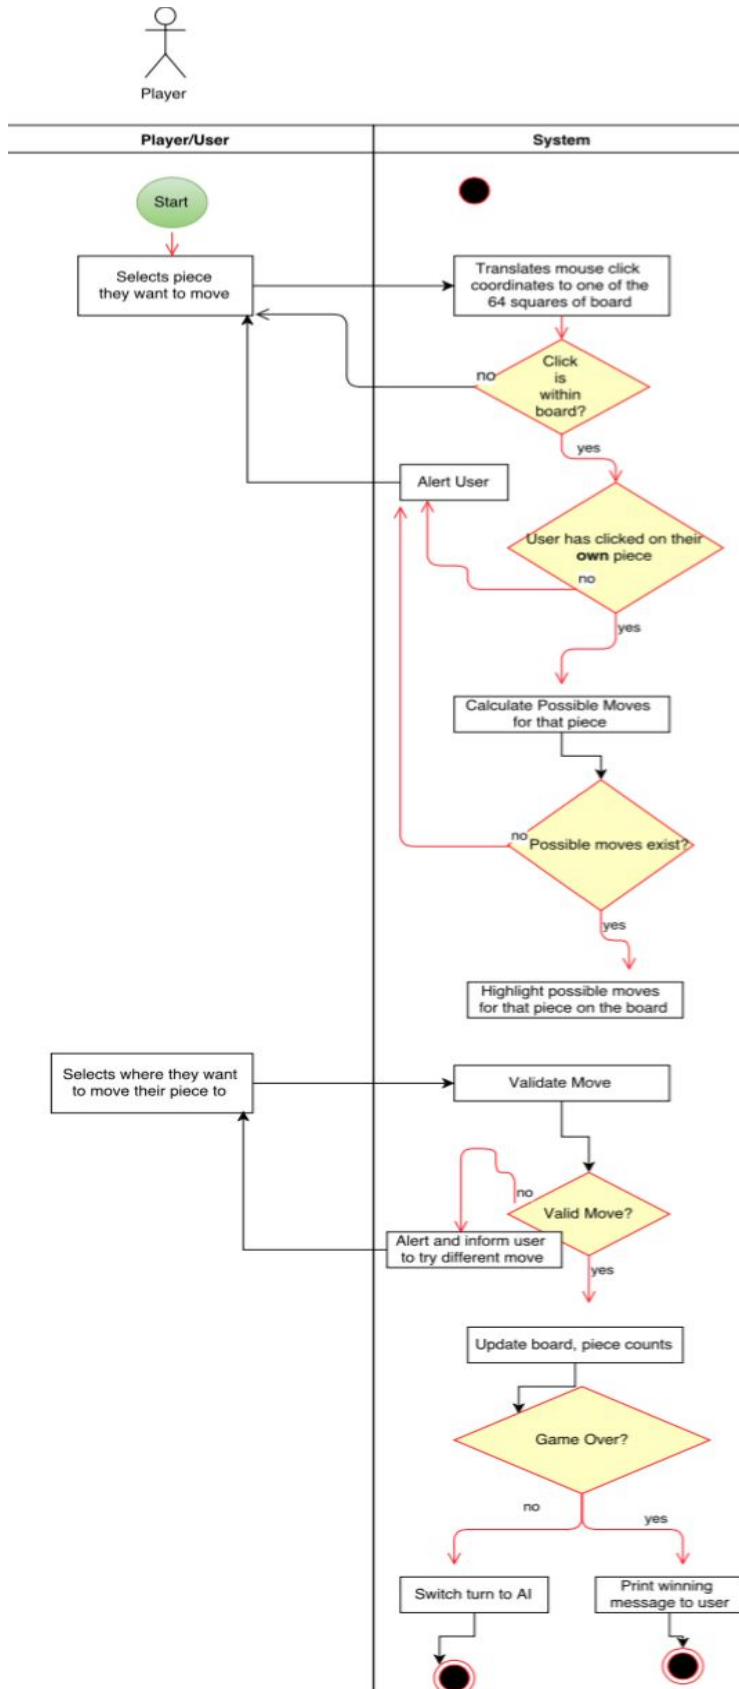 Player
Player/User
System
Start
Selects piece
they want to move
Translates mouse click
coordinates to one of the
64 squares of board
Click
is
within
board?
no
yes
Alert User
User has clicked on their
own piece
no
yes
Calculate Possible Moves
for that piece
no
Possible moves exist?
yes
Highlight possible moves
for that piece on the board
Selects where they want
to move their piece to
Validate Move
no
Valid Move?
Alert and inform user
to try different move
yes
Update board, piece counts
Game Over?
no
yes
Switch turn to AI
Print winning
message to user